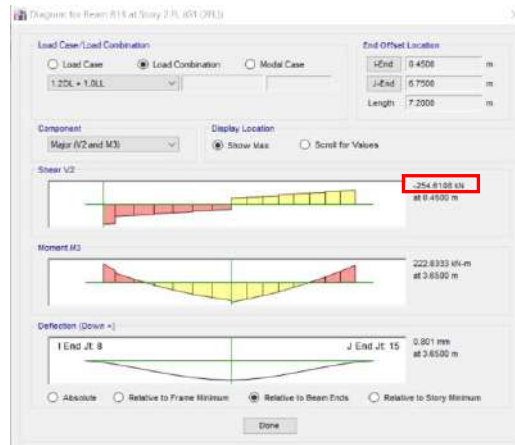 Diagram for Beam B18 at Story 2 FL (G1 (2FL))
Load Case/Load Combination
Load Case
Load Combination
Modal Case
1.2DL + 1.0LL
End Offset Location
I-End 0.4500 m
J-End 6.7500 m
Length 7.2000 m
Component
Major (V2 and M3)
Display Location
Show Max
Scroll for Values
Shear V2
-254.6108 kN
at 0.4500 m
Moment M3
222.8333 kN-m
at 3.6500 m
Deflection (Down +)
I End Jt: 8
J End Jt: 15
0.801 mm
at 3.6500 m
Absolute
Relative to Frame Minimum
Relative to Beam Ends
Relative to Story Minimum
Done